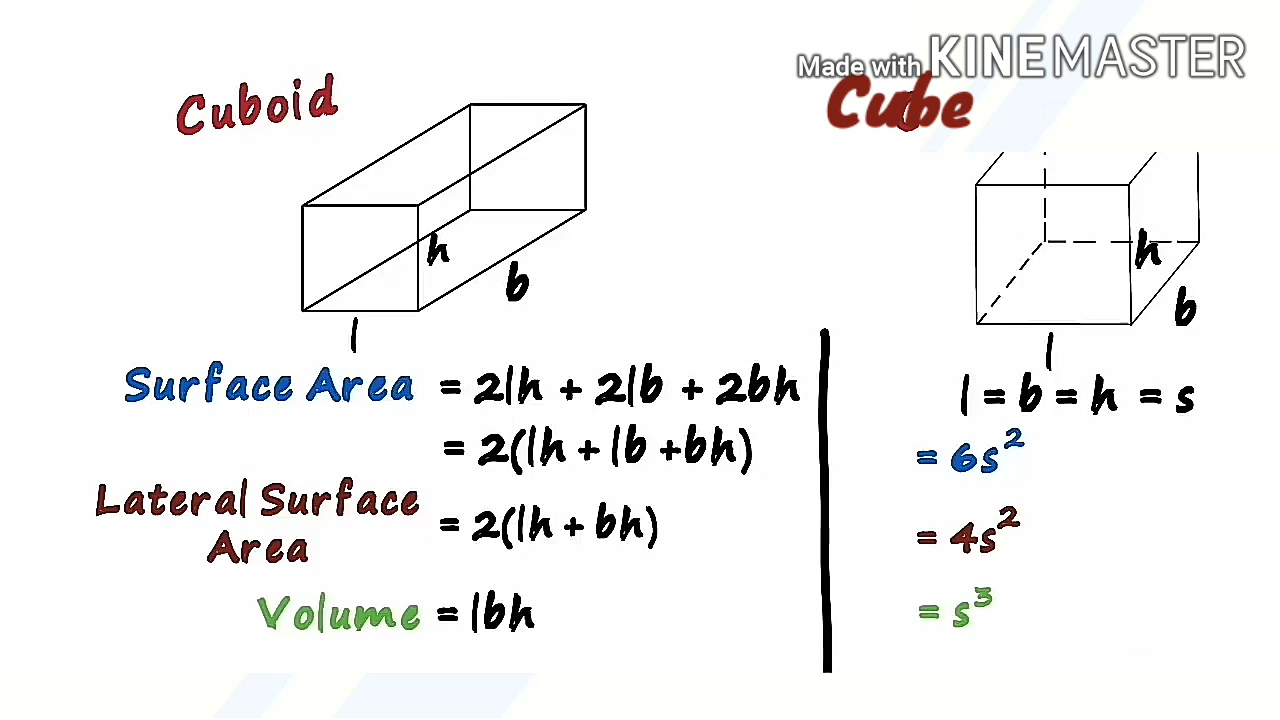 Made with KINEMASTER
Cuboid
Cube
h
b
l
h
b
l
Surface Area = 2lh + 2lb + 2bh
= 2(lh + lb +bh)
Lateral Surface
Area
= 2(lh + bh)
Volume = lbh
l = b = h = s
= 6s²
= 4s²
= s³